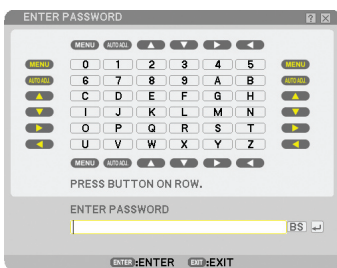 ENTER PASSWORD ? X
MENU AUTO ADJ. ▲ ▼ ▶ ◀
MENU 0 1 2 3 4 5 MENU
AUTO ADJ. 6 7 8 9 A B AUTO ADJ.
▲ C D E F G H ▲
▼ I J K L M N ▼
▶ O P Q R S T ▶
◀ U V W X Y Z ◀
MENU AUTO ADJ. ▲ ▼ ▶ ◀
PRESS BUTTON ON ROW.
ENTER PASSWORD
BS ↵
ENTER :ENTER EXIT :EXIT